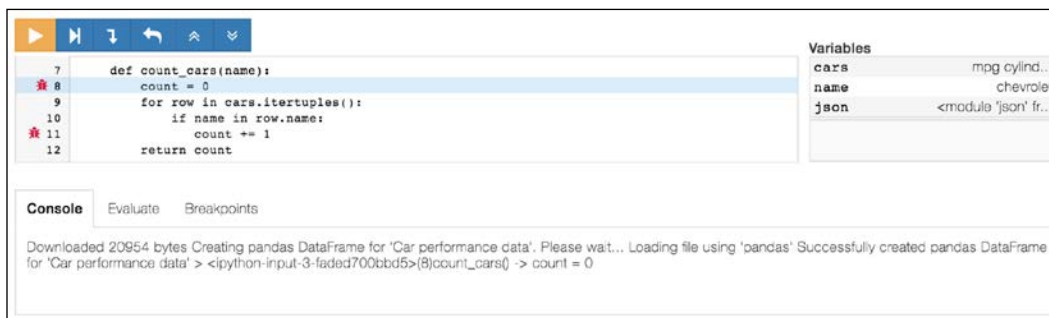 Variables
7 def count_cars(name):
8 count = 0
9 for row in cars.itertuples():
10 if name in row.name:
11 count += 1
12 return count
cars mpg cylind..
name chevrole
json <module 'json' fr..
Console Evaluate Breakpoints
Downloaded 20954 bytes Creating pandas DataFrame for 'Car performance data'. Please wait... Loading file using 'pandas' Successfully created pandas DataFrame
for 'Car performance data' > <ipython-input-3-faded700bbd5>(8)count_cars() -> count = 0